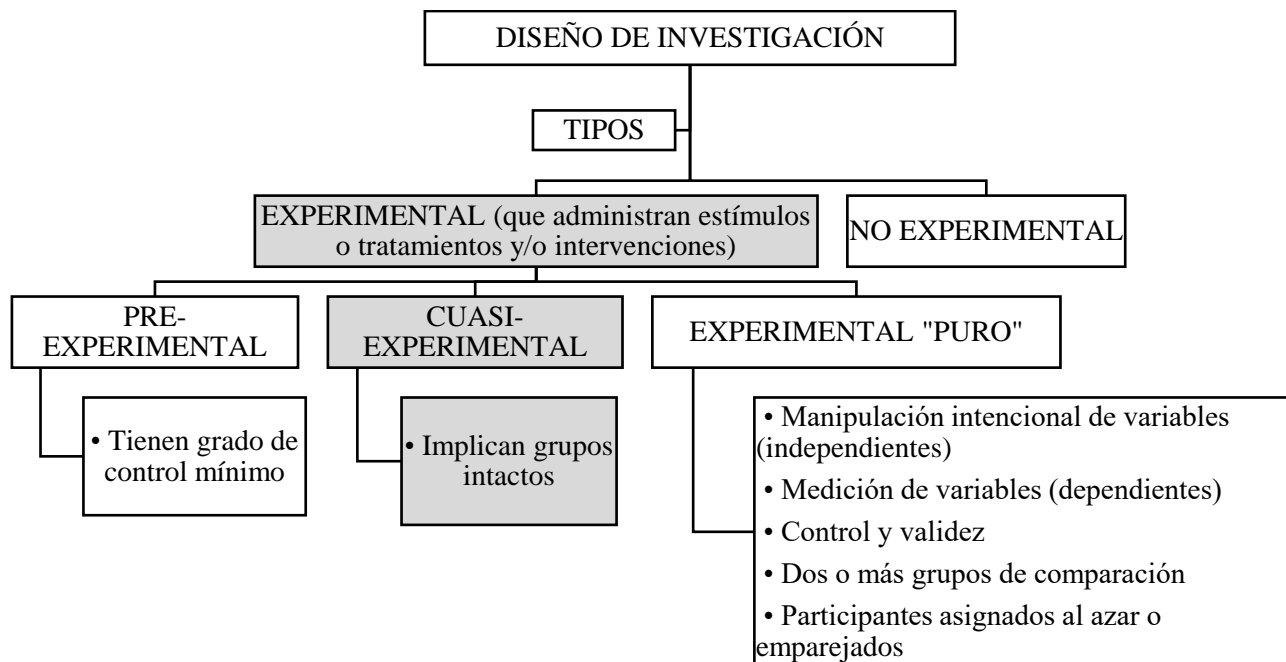 DISEÑO DE INVESTIGACIÓN
TIPOS
EXPERIMENTAL (que administran estímulos
o tratamientos y/o intervenciones)
NO EXPERIMENTAL
PRE-
EXPERIMENTAL
CUASI-
EXPERIMENTAL
EXPERIMENTAL "PURO"
• Tienen grado de
control mínimo
• Implican grupos
intactos
• Manipulación intencional de variables
(independientes)
• Medición de variables (dependientes)
• Control y validez
• Dos o más grupos de comparación
• Participantes asignados al azar o
emparejados